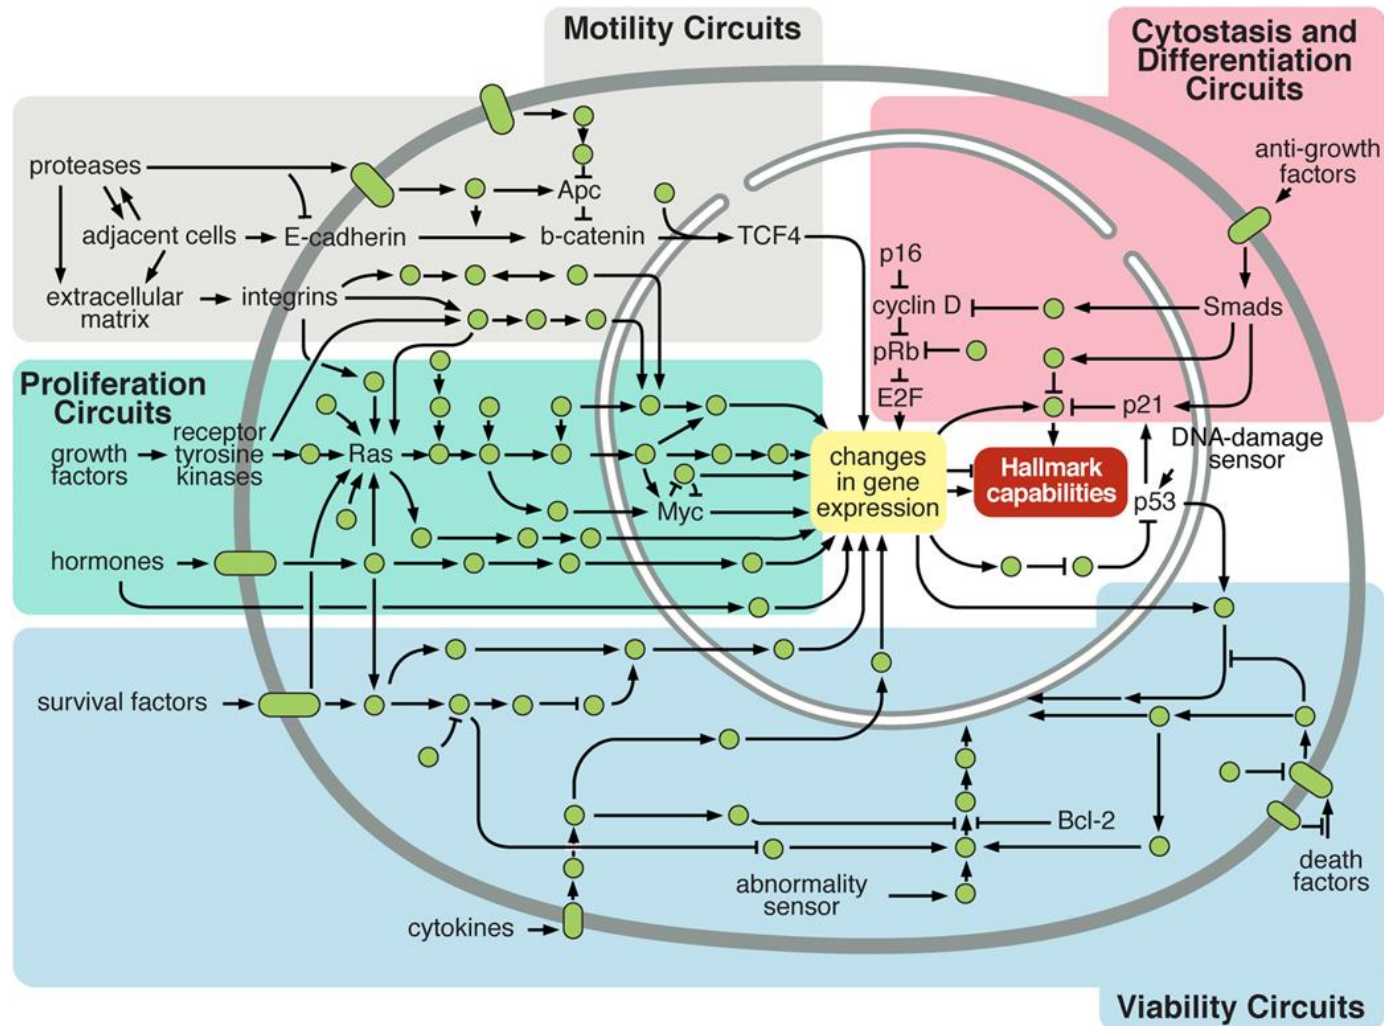 Motility Circuits
Cytostasis and
Differentiation
Circuits
proteases
anti-growth
factors
Apc
adjacent cells
E-cadherin
b-catenin
TCF4
p16
extracellular
matrix
integrins
cyclin D
Smads
pRb
E2F
Proliferation
Circuits
p21
growth
factors
receptor
tyrosine
kinases
Ras
DNA-damage
sensor
changes
in gene
expression
Hallmark
capabilities
p53
Myc
hormones
survival factors
Bcl-2
abnormality
sensor
death
factors
cytokines
Viability Circuits